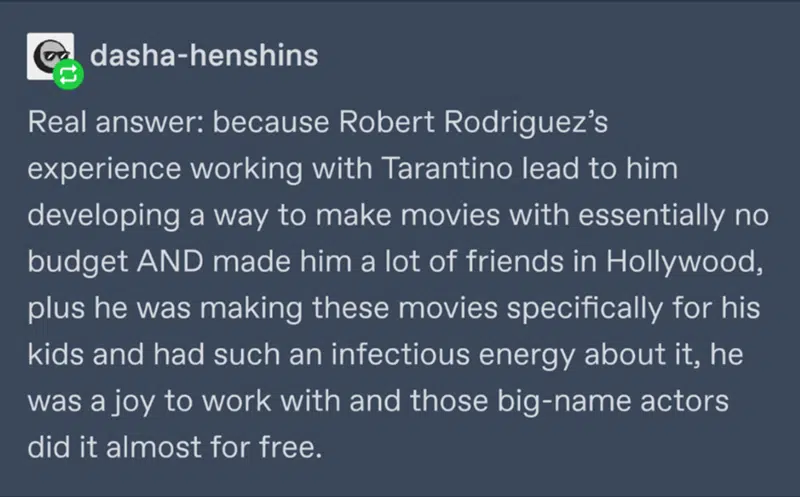 dasha-henshins
Real answer: because Robert Rodriguez’s
experience working with Tarantino lead to him
developing a way to make movies with essentially no
budget AND made him a lot of friends in Hollywood,
plus he was making these movies specifically for his
kids and had such an infectious energy about it, he
was a joy to work with and those big-name actors
did it almost for free.